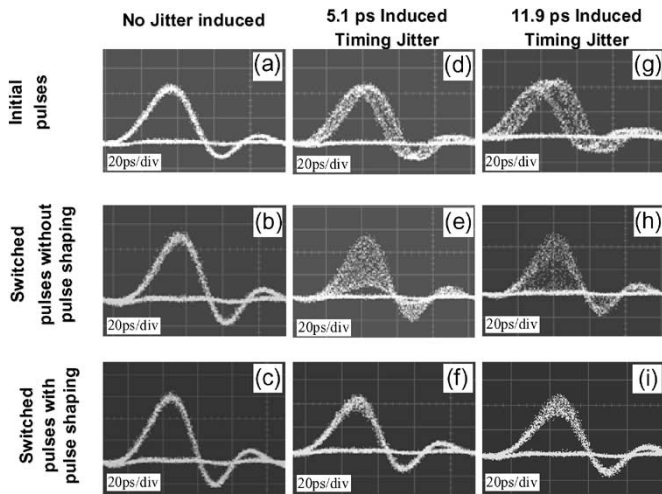 No Jitter induced
5.1 ps Induced
Timing Jitter
11.9 ps Induced
Timing Jitter
Initial
pulses
(a)
20ps/div
(d)
20ps/div
(g)
20ps/div
Switched
pulses without
pulse shaping
(b)
20ps/div
(e)
20ps/div
(h)
20ps/div
Switched
pulses with
pulse shaping
(c)
20ps/div
(f)
20ps/div
(i)
20ps/div